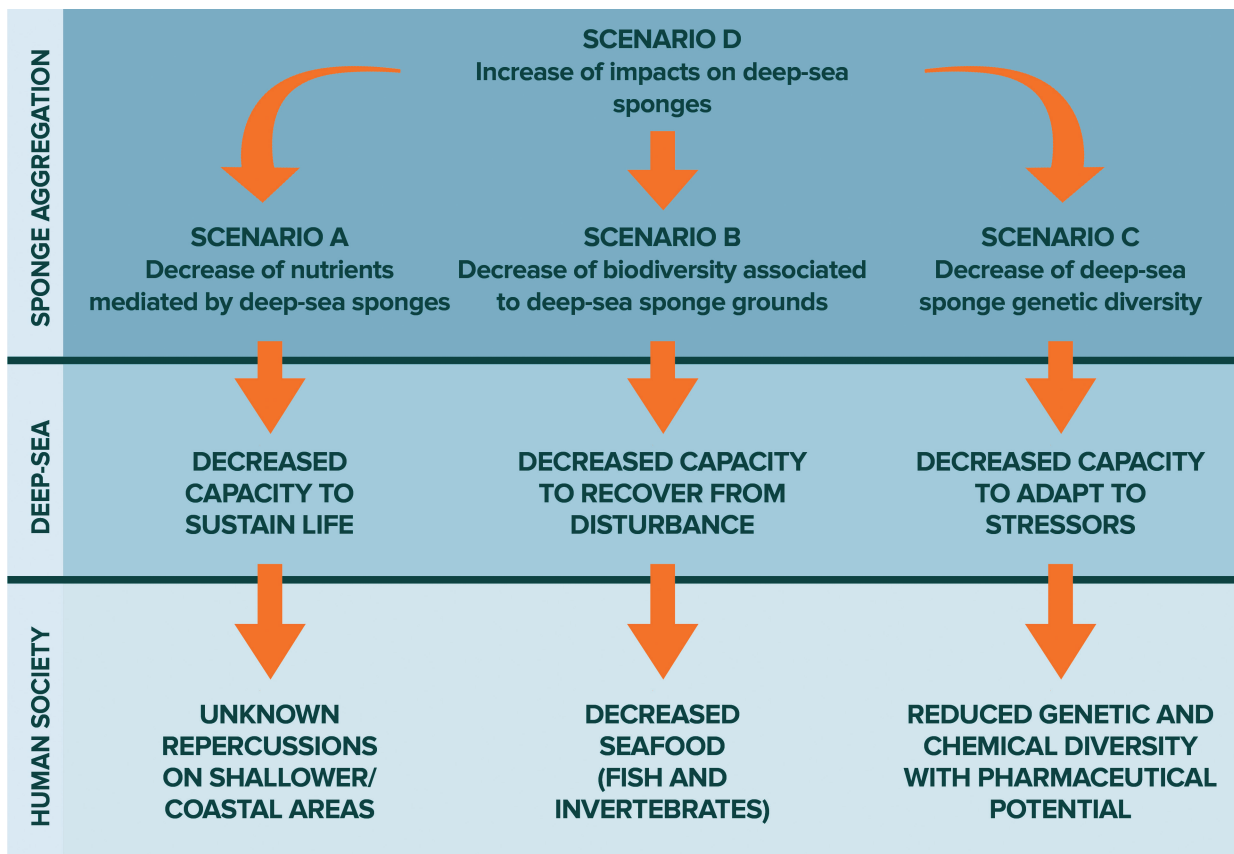 SPONGE AGGREGATION
SCENARIO D
Increase of impacts on deep-sea
sponges
SCENARIO A
Decrease of nutrients
mediated by deep-sea sponges
SCENARIO B
Decrease of biodiversity associated
to deep-sea sponge grounds
SCENARIO C
Decrease of deep-sea
sponge genetic diversity
DEEP-SEA
DECREASED
CAPACITY TO
SUSTAIN LIFE
DECREASED CAPACITY
TO RECOVER FROM
DISTURBANCE
DECREASED CAPACITY
TO ADAPT TO
STRESSORS
HUMAN SOCIETY
UNKNOWN
REPERCUSSIONS
ON SHALLOWER/
COASTAL AREAS
DECREASED
SEAFOOD
(FISH AND
INVERTEBRATES)
REDUCED GENETIC AND
CHEMICAL DIVERSITY
WITH PHARMACEUTICAL
POTENTIAL